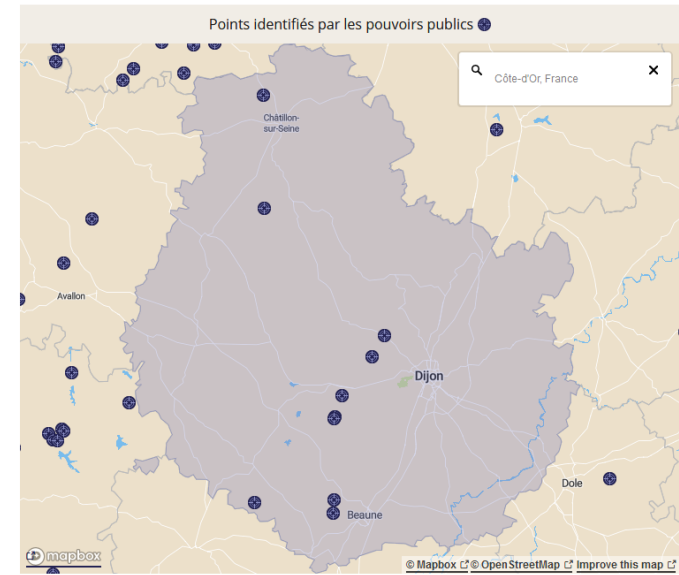 Points identifiés par les pouvoirs publics
Côte-d'Or, France
Châtillon-
sur-Seine
Avallon
Dijon
Dole
Beaune
mapbox
© Mapbox © OpenStreetMap Improve this map